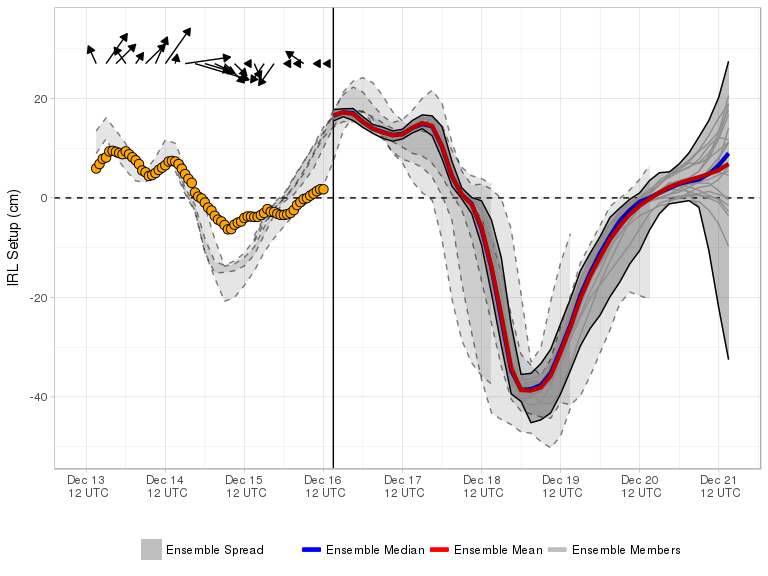 IRL Setup (cm)
20
0
-20
-40
Dec 13 Dec 14 Dec 15 Dec 16 Dec 17 Dec 18 Dec 19 Dec 20 Dec 21
12 UTC 12 UTC 12 UTC 12 UTC 12 UTC 12 UTC 12 UTC 12 UTC 12 UTC
Ensemble Spread Ensemble Median Ensemble Mean Ensemble Members